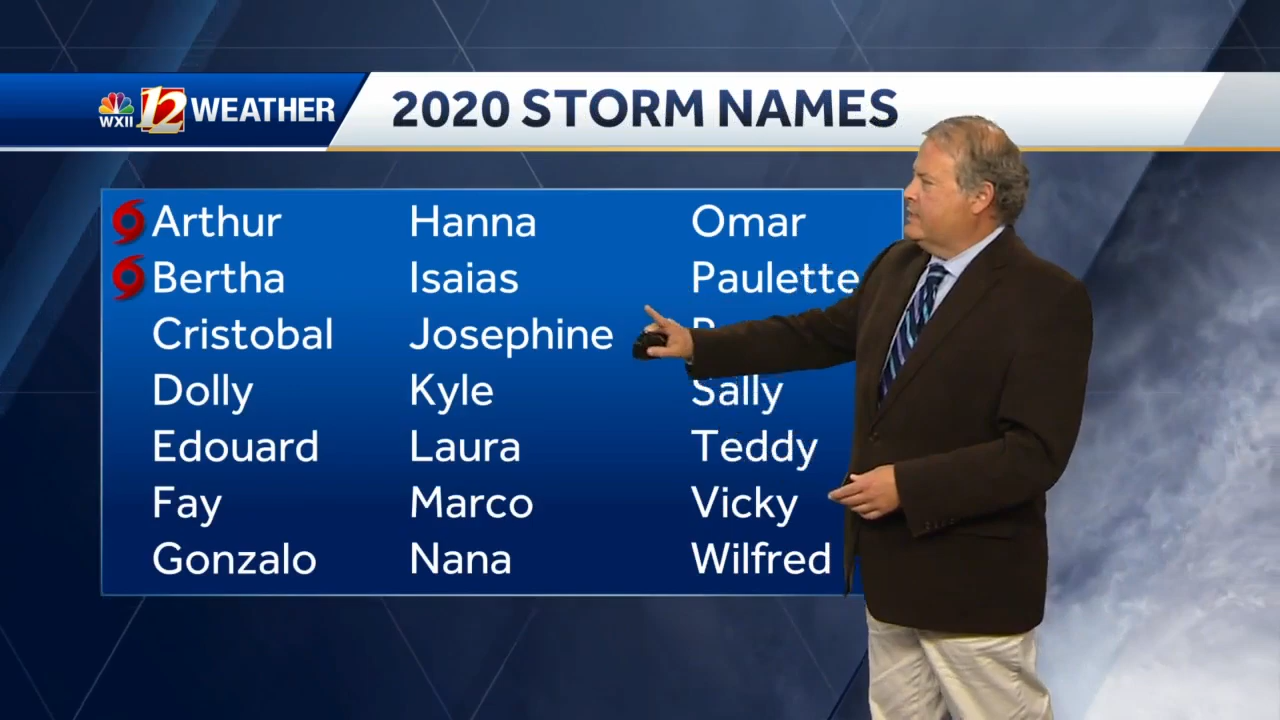 WXII 12 WEATHER
2020 STORM NAMES
Arthur Hanna Omar
Bertha Isaias Paulette
Cristobal Josephine
Dolly Kyle Sally
Edouard Laura Teddy
Fay Marco Vicky
Gonzalo Nana Wilfred